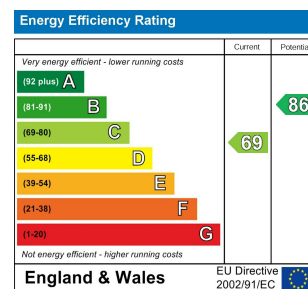 Energy Efficiency Rating
Current Potentia
Very energy efficient - lower running costs
(92 plus) A
(81-91) B
(69-80) C
(55-68) D
(39-54) E
(21-38) F
(1-20) G
69
86
Not energy efficient - higher running costs
England & Wales
EU Directive
2002/91/EC